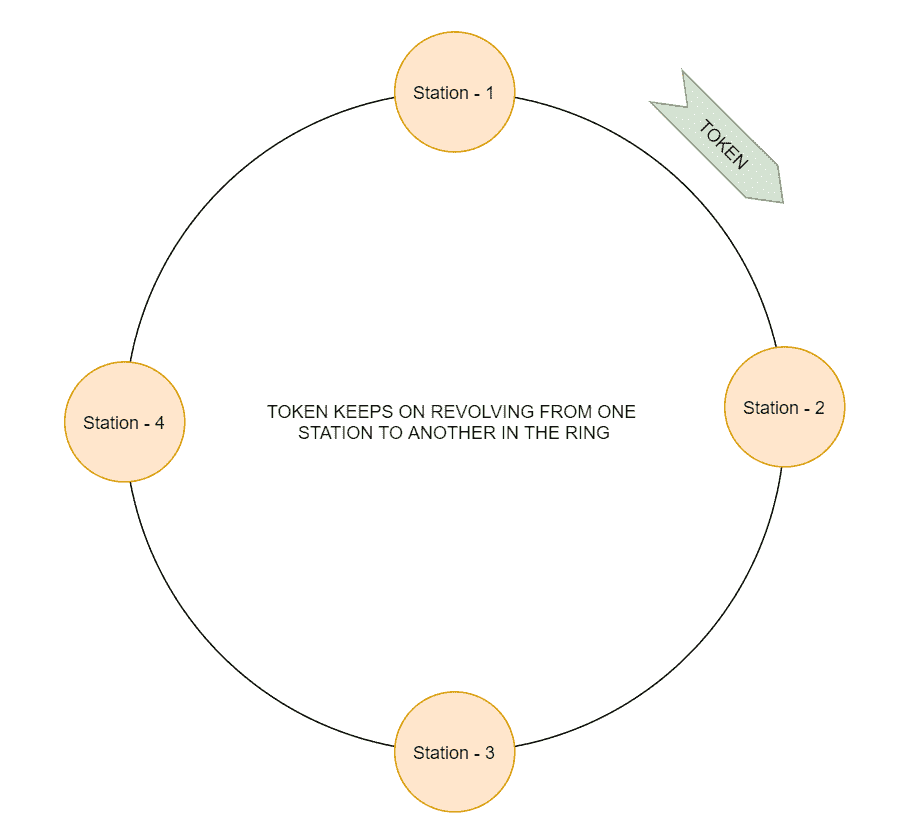 Station - 1
TOKEN
Station - 2
TOKEN KEEPS ON REVOLVING FROM ONE
STATION TO ANOTHER IN THE RING
Station - 4
Station - 3